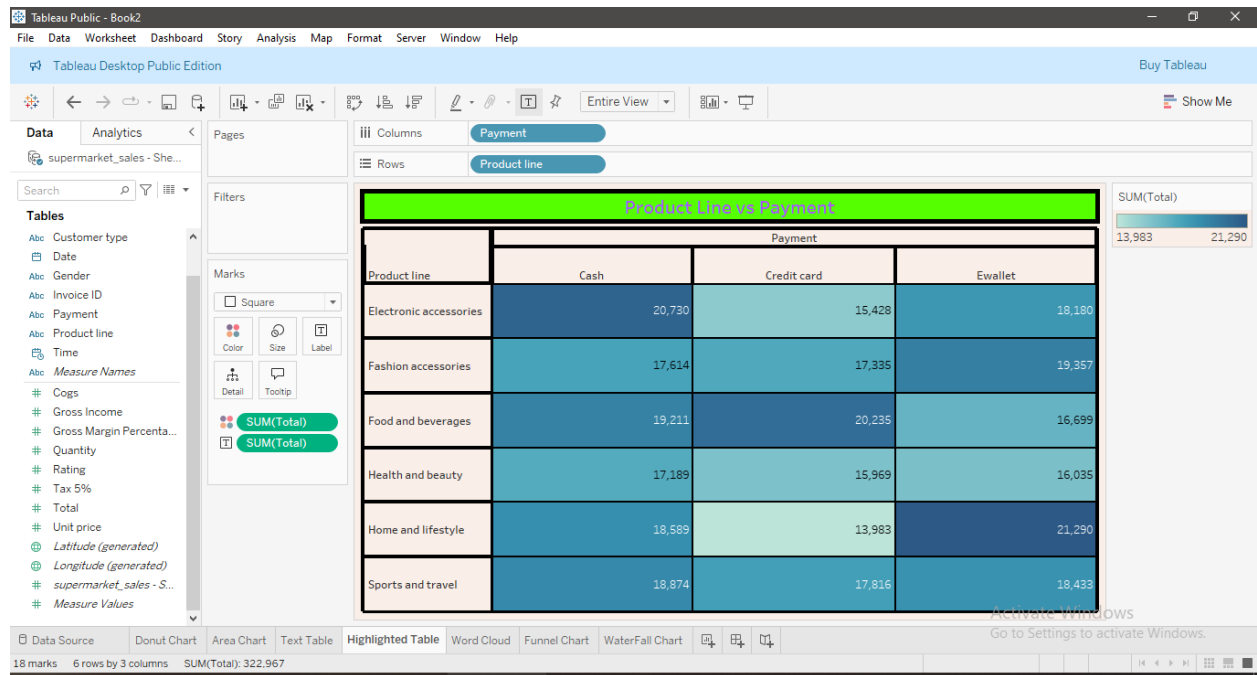 Tableau Public - Book2
File Data Worksheet Dashboard Story Analysis Map Format Server Window Help
Tableau Desktop Public Edition
Buy Tableau
Entire View
Show Me
Data Analytics
supermarket_sales - She...
Search
Tables
Abc Customer type
Date
Abc Gender
Abc Invoice ID
Abc Payment
Abc Product line
Time
Abc Measure Names
# Cogs
# Gross Income
# Gross Margin Percenta...
# Quantity
# Rating
# Tax 5%
# Total
# Unit price
Latitude (generated)
Longitude (generated)
# supermarket_sales - S...
# Measure Values
Pages
Filters
Marks
Square
Color Size Label
Detail Tooltip
SUM(Total)
T SUM(Total)
Columns Payment
Rows Product line
Product Line vs Payment
Payment
Product line Cash Credit card Ewallet
Electronic accessories 20,730 15,428 18,180
Fashion accessories 17,614 17,335 19,357
Food and beverages 19,211 20,235 16,699
Health and beauty 17,189 15,969 16,035
Home and lifestyle 18,589 13,983 21,290
Sports and travel 18,874 17,816 18,433
SUM(Total)
13,983 21,290
Activate Windows
Go to Settings to activate Windows.
Data Source Donut Chart Area Chart Text Table Highlighted Table Word Cloud Funnel Chart WaterFall Chart
18 marks 6 rows by 3 columns SUM(Total): 322,967